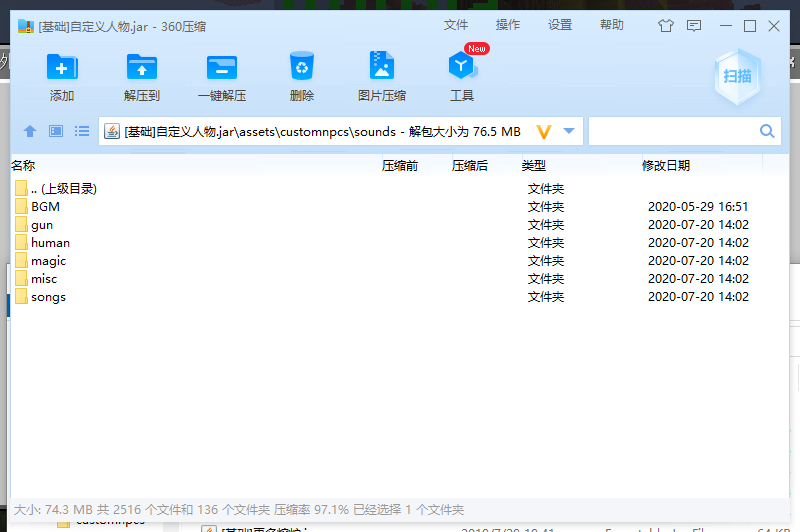 [基础]自定义人物.jar - 360压缩
文件 操作 设置 帮助
New
添加 解压到 一键解压 删除 图片压缩 工具 扫描
[基础]自定义人物.jar\assets\customnpcs\sounds - 解包大小为 76.5 MB
名称 压缩前 压缩后 类型 修改日期
.. (上级目录) 文件夹
BGM 文件夹 2020-05-29 16:51
gun 文件夹 2020-07-20 14:02
human 文件夹 2020-07-20 14:02
magic 文件夹 2020-07-20 14:02
misc 文件夹 2020-07-20 14:02
songs 文件夹 2020-07-20 14:02
大小: 74.3 MB 共 2516 个文件和 136 个文件夹 压缩率 97.1% 已经选择 1 个文件夹
customnpcs